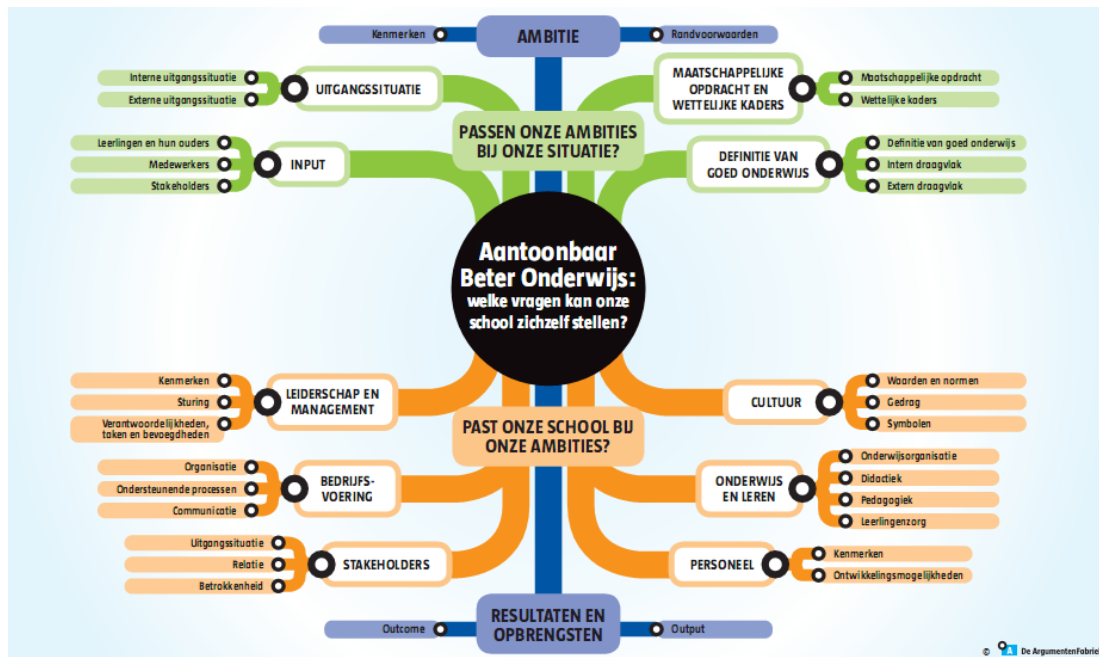 AMBITIE
Kenmerken
Randvoorwaarden
UITGANGSSITUATIE
Interne uitgangssituatie
Externe uitgangssituatie
MAATSCHAPPELIJKE
OPDRACHT EN
WETTELIJKE KADERS
Maatschappelijke opdracht
Wettelijke kaders
PASSEN ONZE AMBITIES
BIJ ONZE SITUATIE?
INPUT
Leerlingen en hun ouders
Medewerkers
Stakeholders
DEFINITIE VAN
GOED ONDERWIJS
Definitie van goed onderwijs
Intern draagvlak
Extern draagvlak
Aantoonbaar
Beter Onderwijs:
welke vragen kan onze
school zichzelf stellen?
LEIDERSCHAP EN
MANAGEMENT
Kenmerken
Sturing
Verantwoordelijkheden,
taken en bevoegdheden
CULTUUR
Waarden en normen
Gedrag
Symbolen
PAST ONZE SCHOOL BIJ
ONZE AMBITIES?
BEDRIJFS-
VOERING
Organisatie
Ondersteunende processen
Communicatie
ONDERWIJS
EN LEREN
Onderwijsorganisatie
Didactiek
Pedagogiek
Leerlingenzorg
STAKEHOLDERS
Uitgangssituatie
Relatie
Betrokkenheid
PERSONEEL
Kenmerken
Ontwikkelingsmogelijkheden
RESULTATEN EN
OPBRENGSTEN
Outcome
Output
© A De ArgumentenFabriek